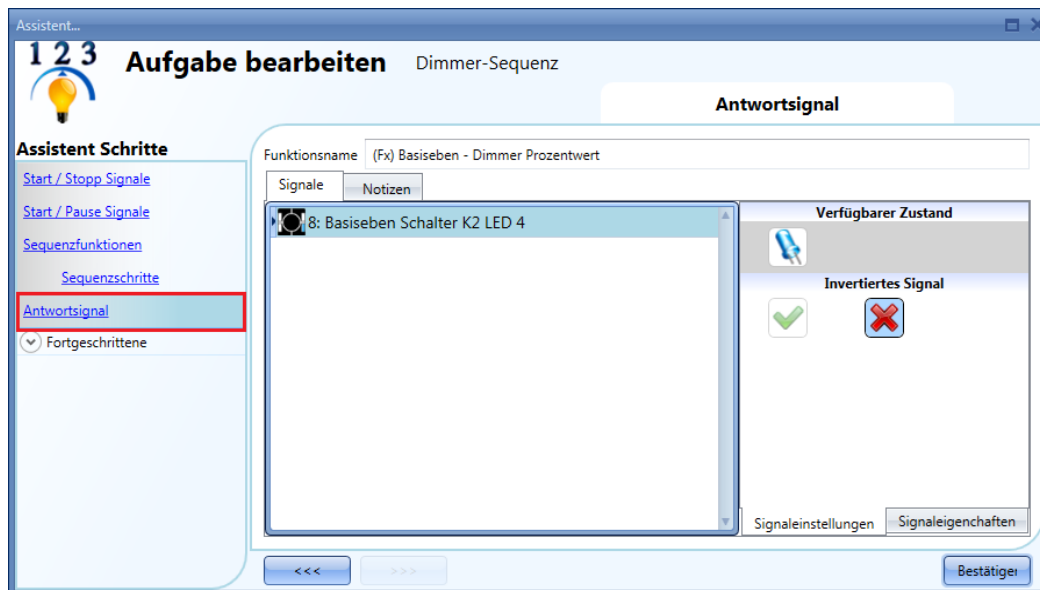 Assistent...
1 2 3
Aufgabe bearbeiten Dimmer-Sequenz
Antwortsignal
Assistent Schritte
Start / Stopp Signale
Start / Pause Signale
Sequenzfunktionen
Sequenzschritte
Antwortsignal
Fortgeschrittene
Funktionsname (Fx) Basiseben - Dimmer Prozentwert
Signale Notizen
8: Basiseben Schalter K2 LED 4
Verfügbarer Zustand
Invertiertes Signal
Signaleinstellungen Signaleigenchaften
<<< >>> Bestätiger